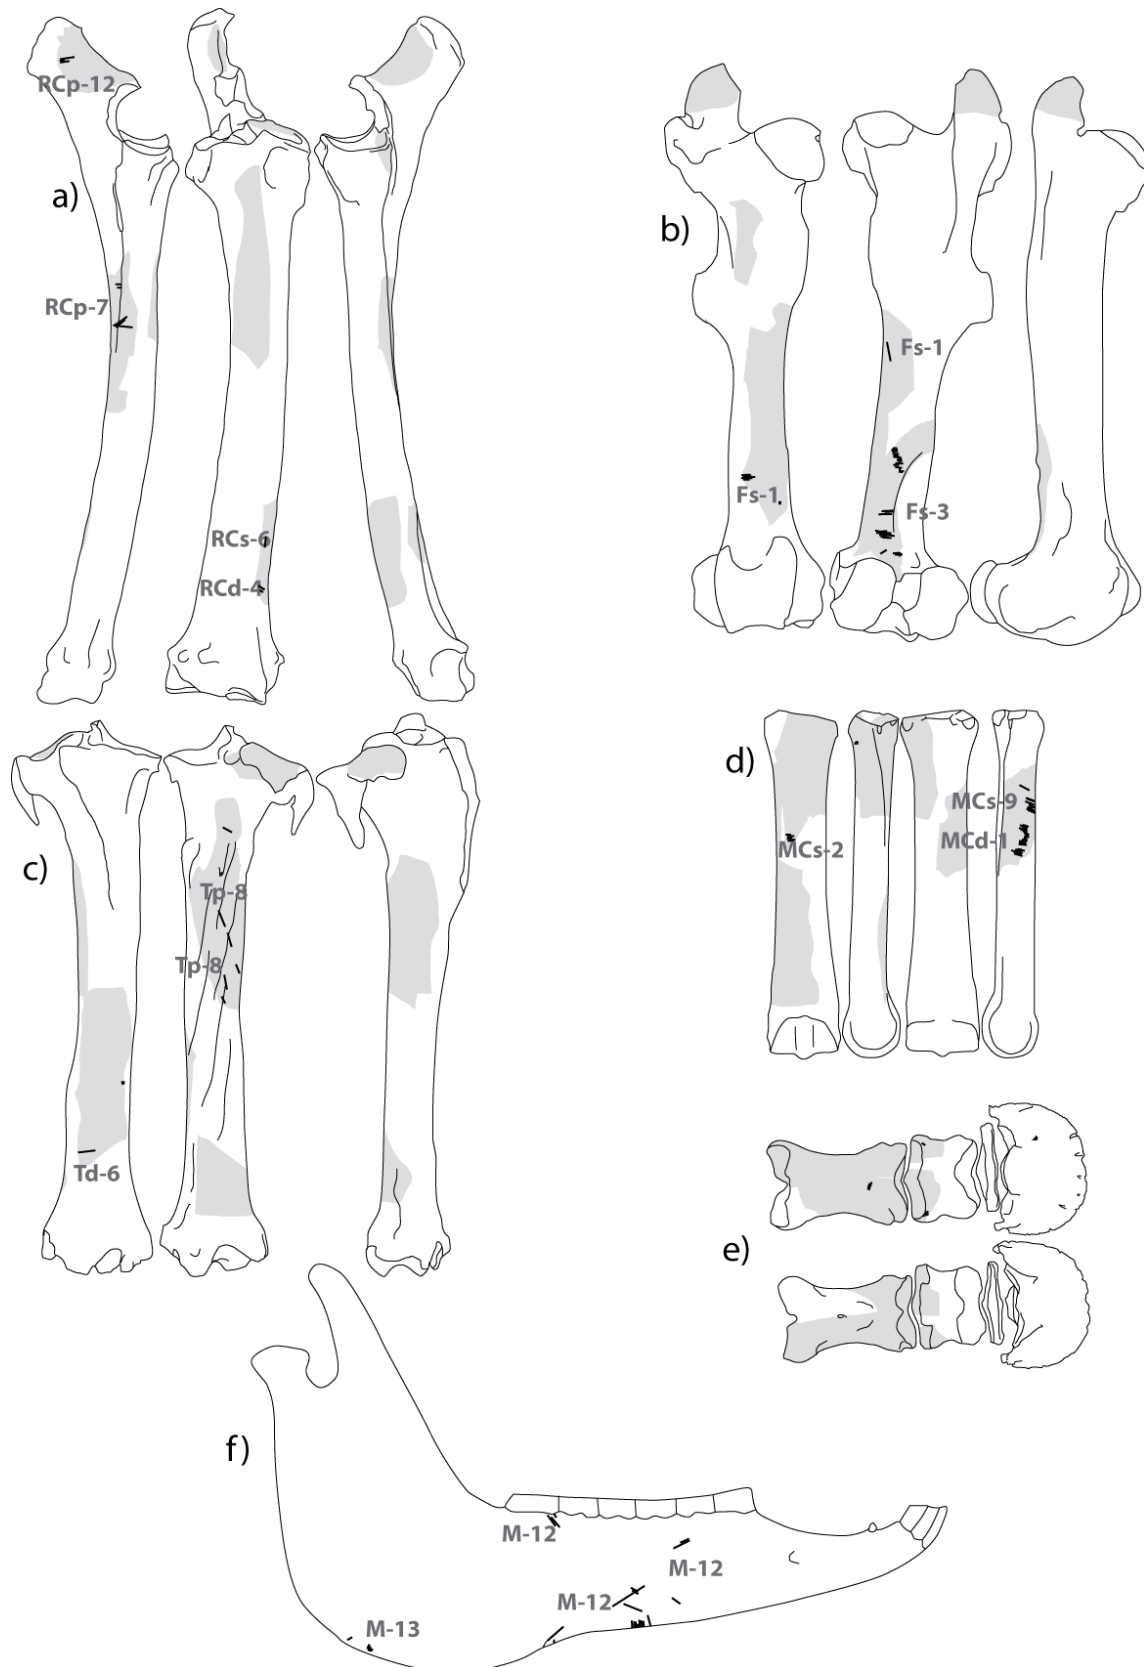 RCp-12
a)
RCp-7
RCs-6
RCd-4
b)
Fs-1
Fs-1
Fs-3
c)
Tp-8
Tp-8
Td-6
d)
MCs-9
MCd-1
MCs-2
e)
f)
M-12
M-12
M-12
M-13